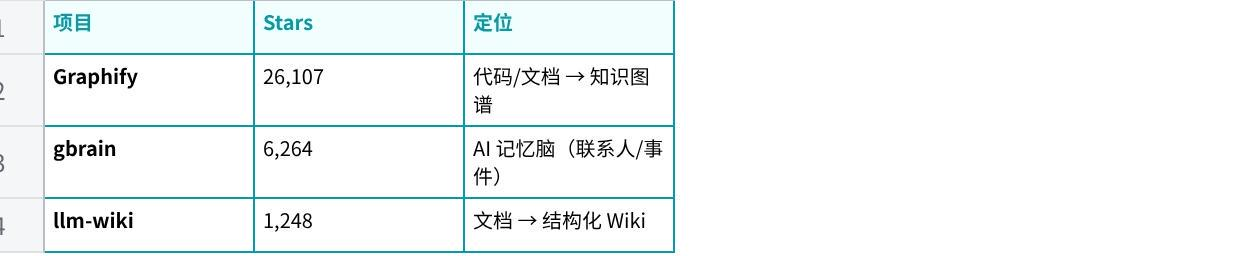 1 项目 Stars 定位
2 Graphify 26,107 代码/文档 → 知识图
谱
3 gbrain 6,264 AI 记忆脑（联系人/事
件）
4 llm-wiki 1,248 文档 → 结构化 Wiki